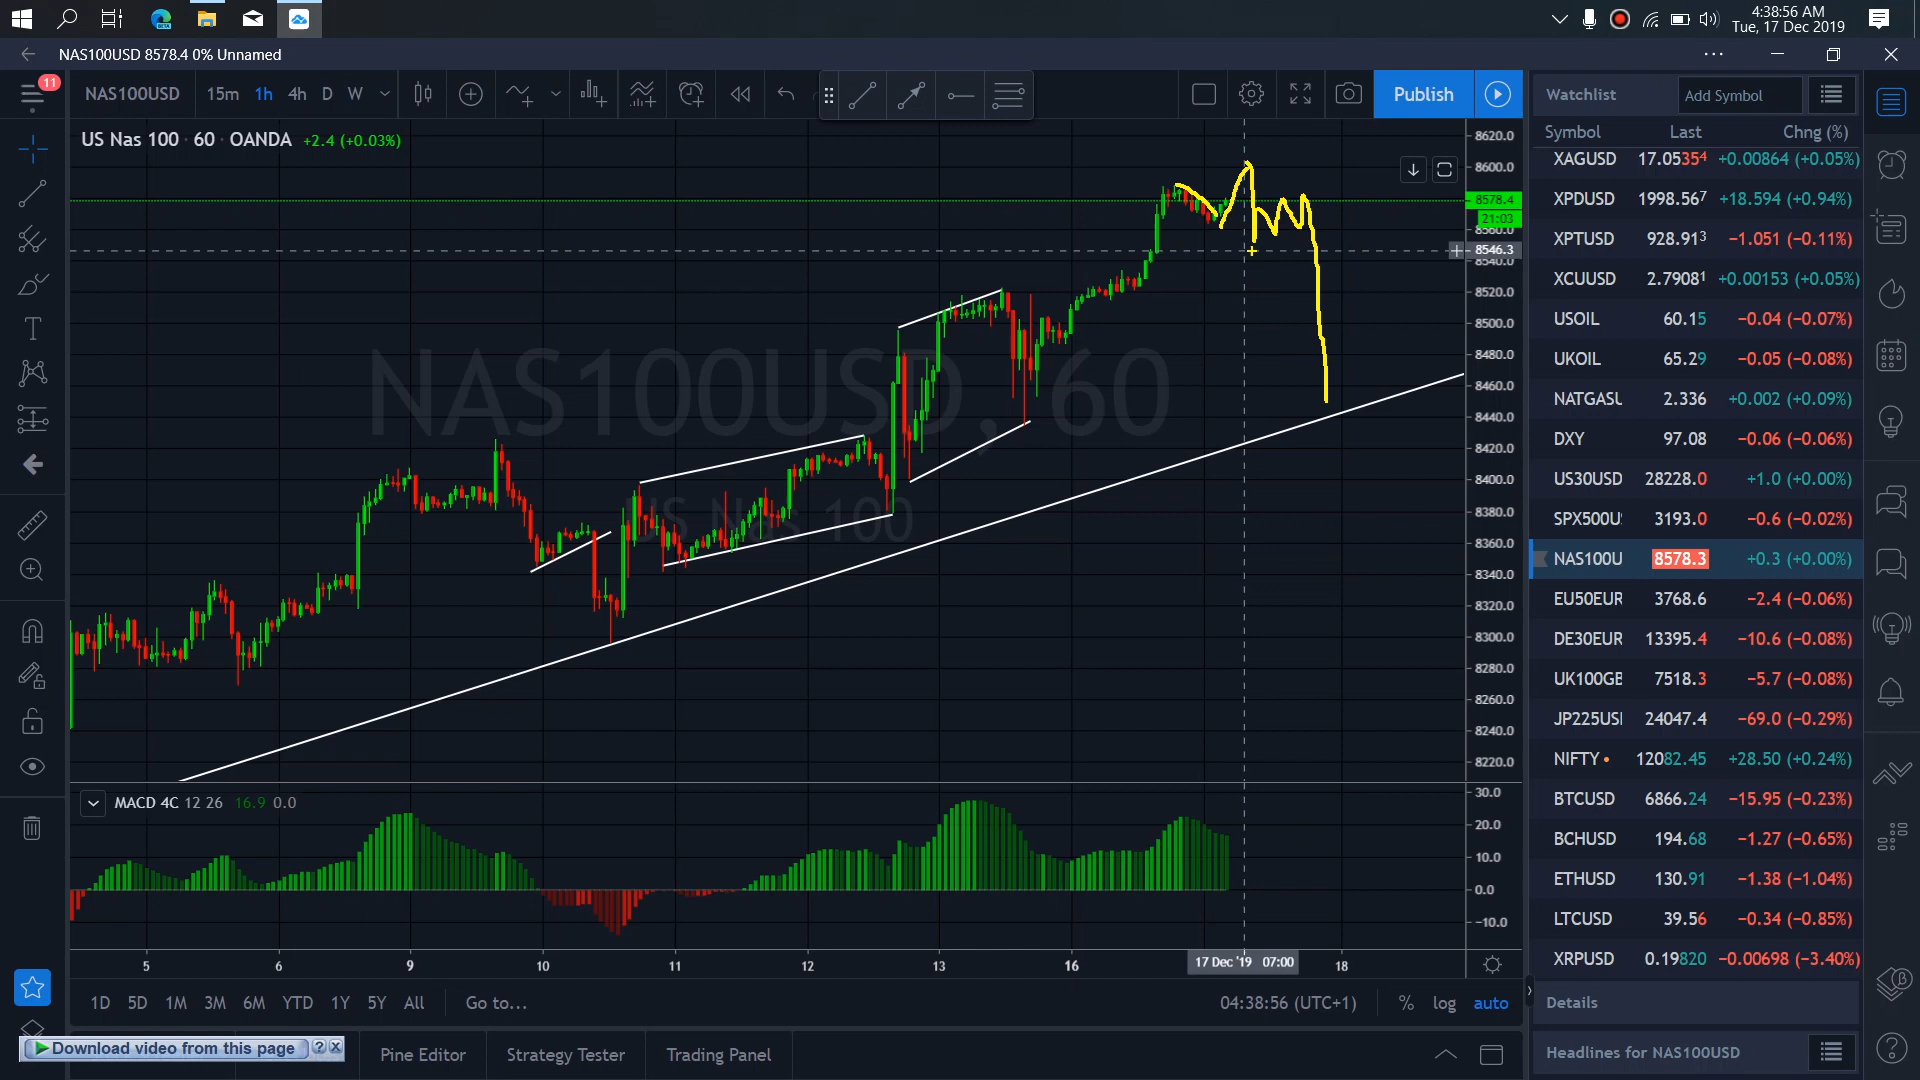 4:38:56 AM
Tue, 17 Dec 2019
NAS100USD 8578.4 0% Unnamed
11
NAS100USD 15m 1h 4h D W Publish
Watchlist Add Symbol
US Nas 100 · 60 · OANDA +2.4 (+0.03%)
Symbol Last Chng (%)
XAGUSD 17.05354 +0.00864 (+0.05%)
XPDUSD 1998.567 +18.594 (+0.94%)
XPTUSD 928.913 −1.051 (−0.11%)
XCUUSD 2.79081 +0.00153 (+0.05%)
USOIL 60.15 −0.04 (−0.07%)
UKOIL 65.29 −0.05 (−0.08%)
NATGASU 2.336 +0.002 (+0.09%)
DXY 97.08 −0.06 (−0.06%)
US30USD 28228.0 +1.0 (+0.00%)
SPX500U 3193.0 −0.6 (−0.02%)
NAS100U 8578.3 +0.3 (+0.00%)
EU50EUR 3768.6 −2.4 (−0.06%)
DE30EUR 13395.4 −10.6 (−0.08%)
UK100GB 7518.3 −5.7 (−0.08%)
JP225USI 24047.4 −69.0 (−0.29%)
NIFTY 12082.45 +28.50 (+0.24%)
BTCUSD 6866.24 −15.95 (−0.23%)
BCHUSD 194.68 −1.27 (−0.65%)
ETHUSD 130.91 −1.38 (−1.04%)
LTCUSD 39.56 −0.34 (−0.85%)
XRPUSD 0.19820 −0.00698 (−3.40%)
Details
Headlines for NAS100USD
8620.0
8600.0
8578.4
21:03
8560.0
8546.3
8540.0
8520.0
8500.0
8480.0
8460.0
8440.0
8420.0
8400.0
8380.0
8360.0
8340.0
8320.0
8300.0
8280.0
8260.0
8240.0
8220.0
NAS100USD, 60
US Nas 100
MACD 4C 12 26 16.9 0.0
30.0
20.0
10.0
0.0
−10.0
5 6 9 10 11 12 13 16 17 Dec '19 07:00 18
1D 5D 1M 3M 6M YTD 1Y 5Y All Go to... 04:38:56 (UTC+1) % log auto
Download video from this page ? x
Pine Editor Strategy Tester Trading Panel